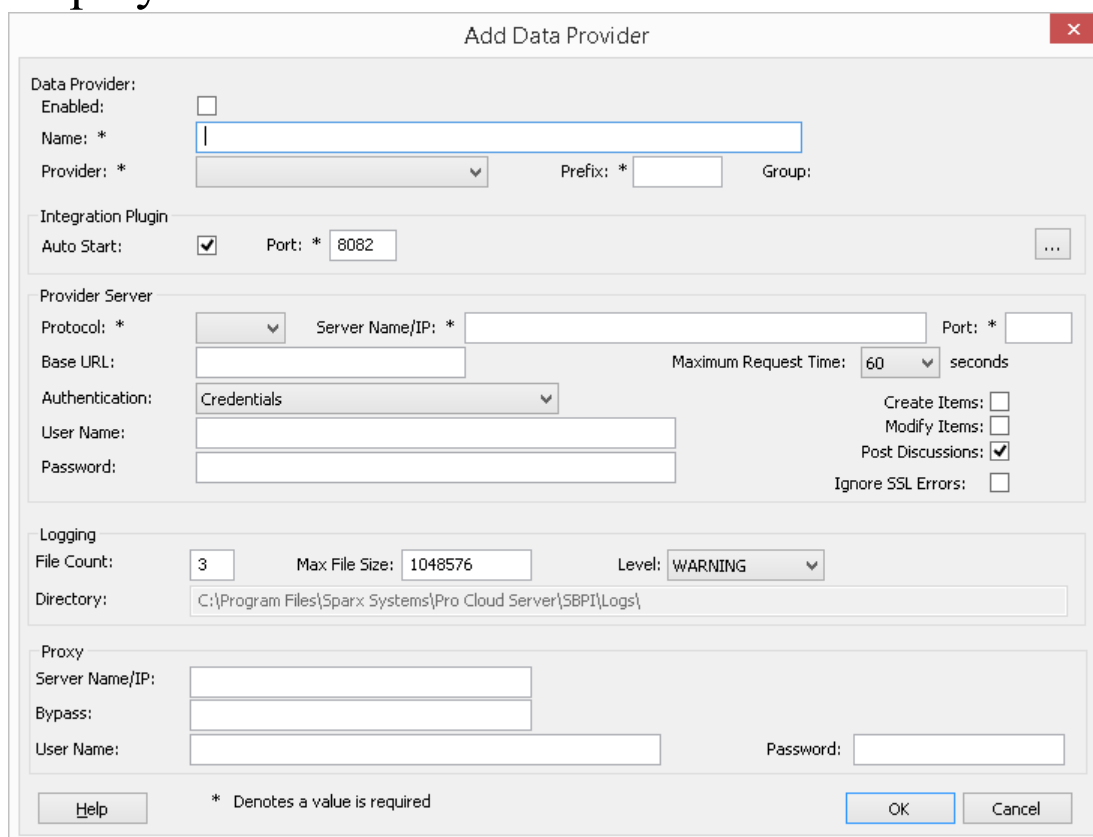 Add Data Provider
Data Provider:
Enabled:
Name: *
Provider: * Prefix: * Group:
Integration Plugin
Auto Start: Port: * 8082 ...
Provider Server
Protocol: * Server Name/IP: * Port: *
Base URL: Maximum Request Time: 60 seconds
Authentication: Credentials
Create Items:
User Name: Modify Items:
Post Discussions:
Password:
Ignore SSL Errors:
Logging
File Count: 3 Max File Size: 1048576 Level: WARNING
Directory: C:\Program Files\Sparx Systems\Pro Cloud Server\SBPI\Logs\
Proxy
Server Name/IP:
Bypass:
User Name: Password:
Help * Denotes a value is required OK Cancel